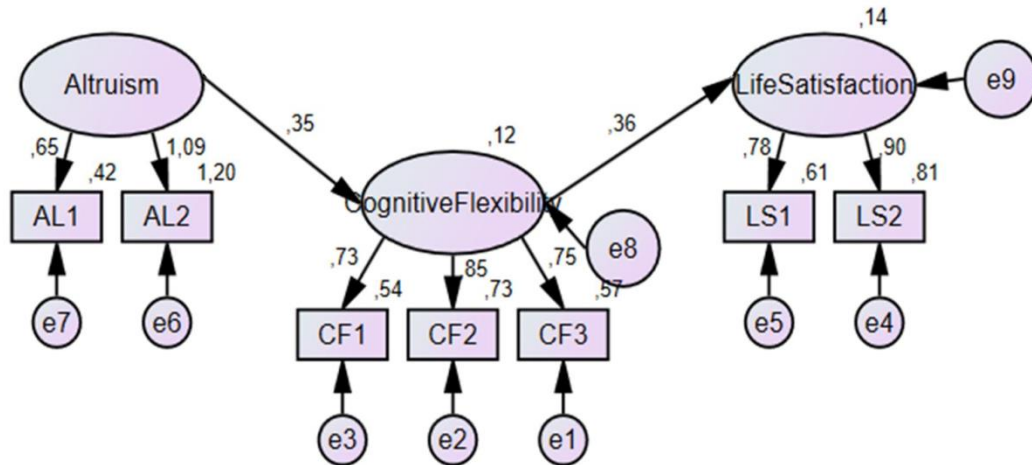 ,14
Altruism
LifeSatisfaction
e9
,35
,36
,12
,65
1,09
,78
,90
,42
1,20
,61
,81
CognitiveFlexibility
AL1
AL2
LS1
LS2
e8
,73
,85
,75
,54
,73
,57
e7
e6
e5
e4
CF1
CF2
CF3
e3
e2
e1